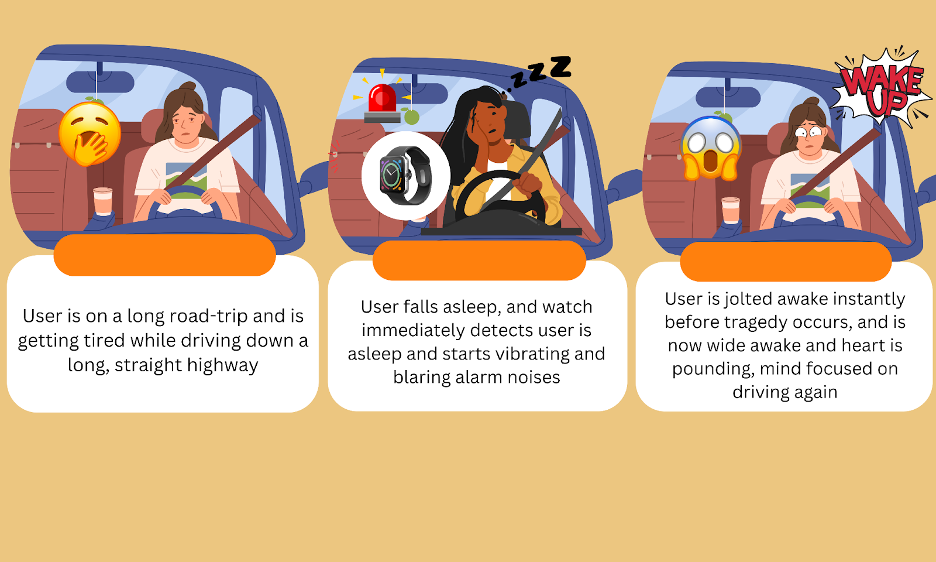 zzz
WAKE
UP
User is on a long road-trip and is
getting tired while driving down a
long, straight highway
User falls asleep, and watch
immediately detects user is
asleep and starts vibrating and
blaring alarm noises
User is jolted awake instantly
before tragedy occurs, and is
now wide awake and heart is
pounding, mind focused on
driving again